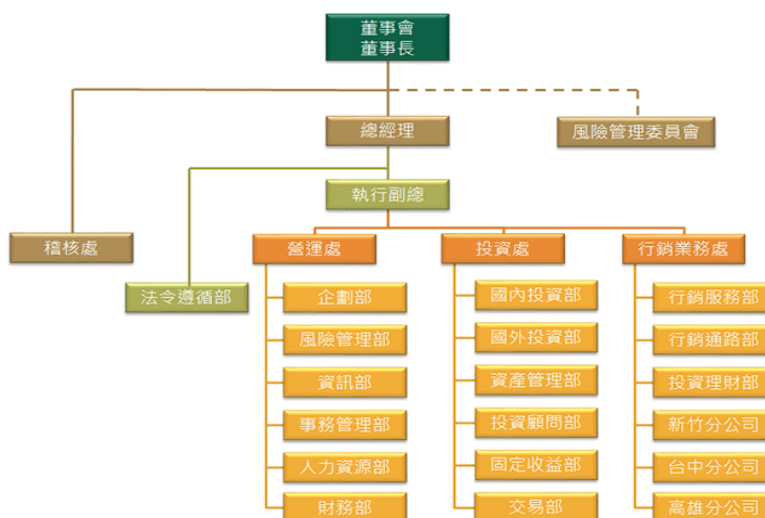 董事會
董事長
總經理
風險管理委員會
執行副總
稽核處
營運處
投資處
行銷業務處
法令遵循部
企劃部
國內投資部
行銷服務部
風險管理部
國外投資部
行銷通路部
資訊部
資產管理部
投資理財部
事務管理部
投資顧問部
新竹分公司
人力資源部
固定收益部
台中分公司
財務部
交易部
高雄分公司